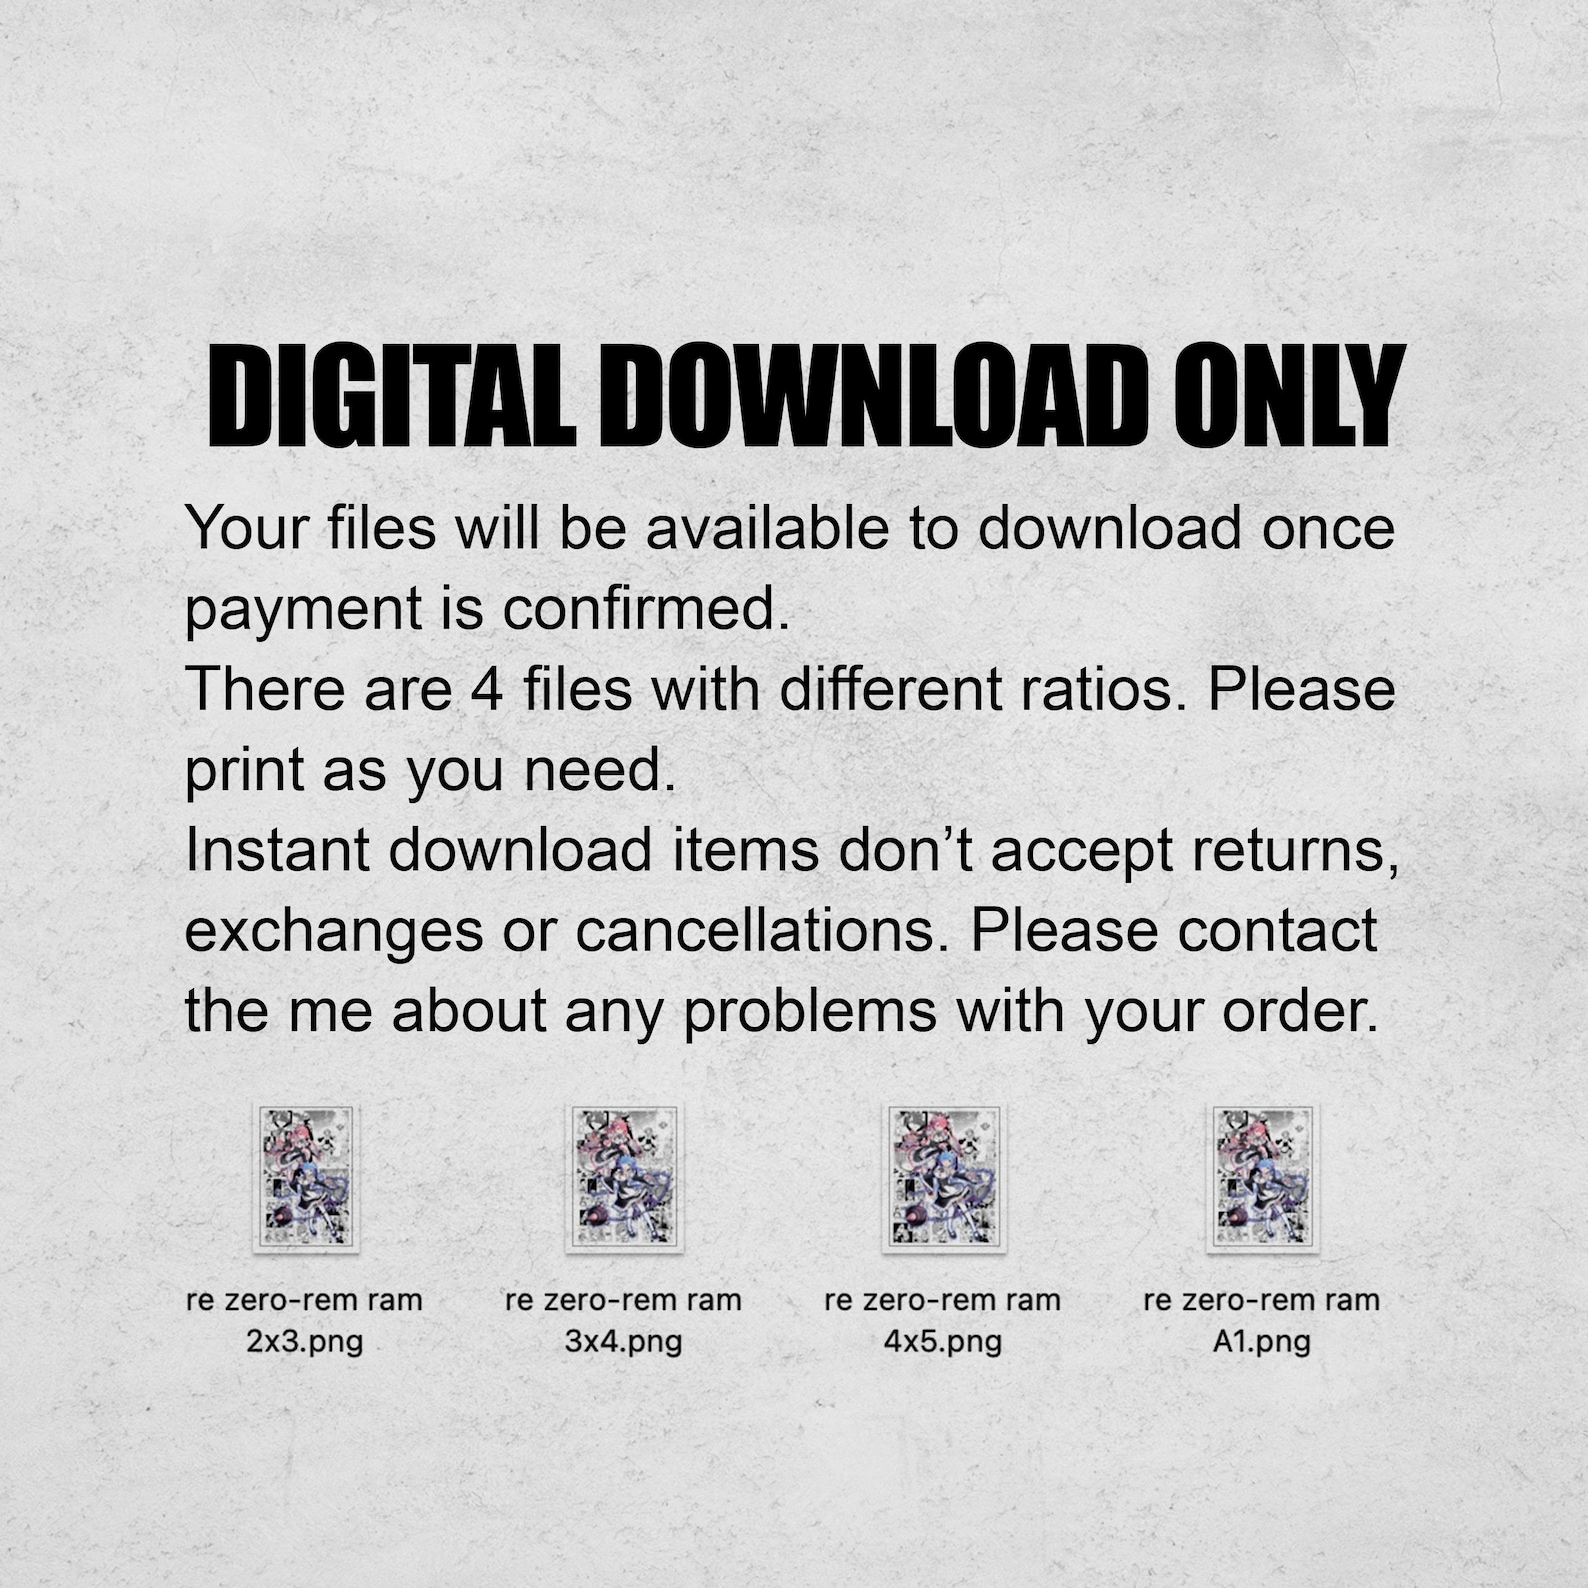 DIGITAL DOWNLOAD ONLY
Your files will be available to download once
payment is confirmed.
There are 4 files with different ratios. Please
print as you need.
Instant download items don’t accept returns,
exchanges or cancellations. Please contact
the me about any problems with your order.
re zero-rem ram
2x3.png
re zero-rem ram
3x4.png
re zero-rem ram
4x5.png
re zero-rem ram
A1.png